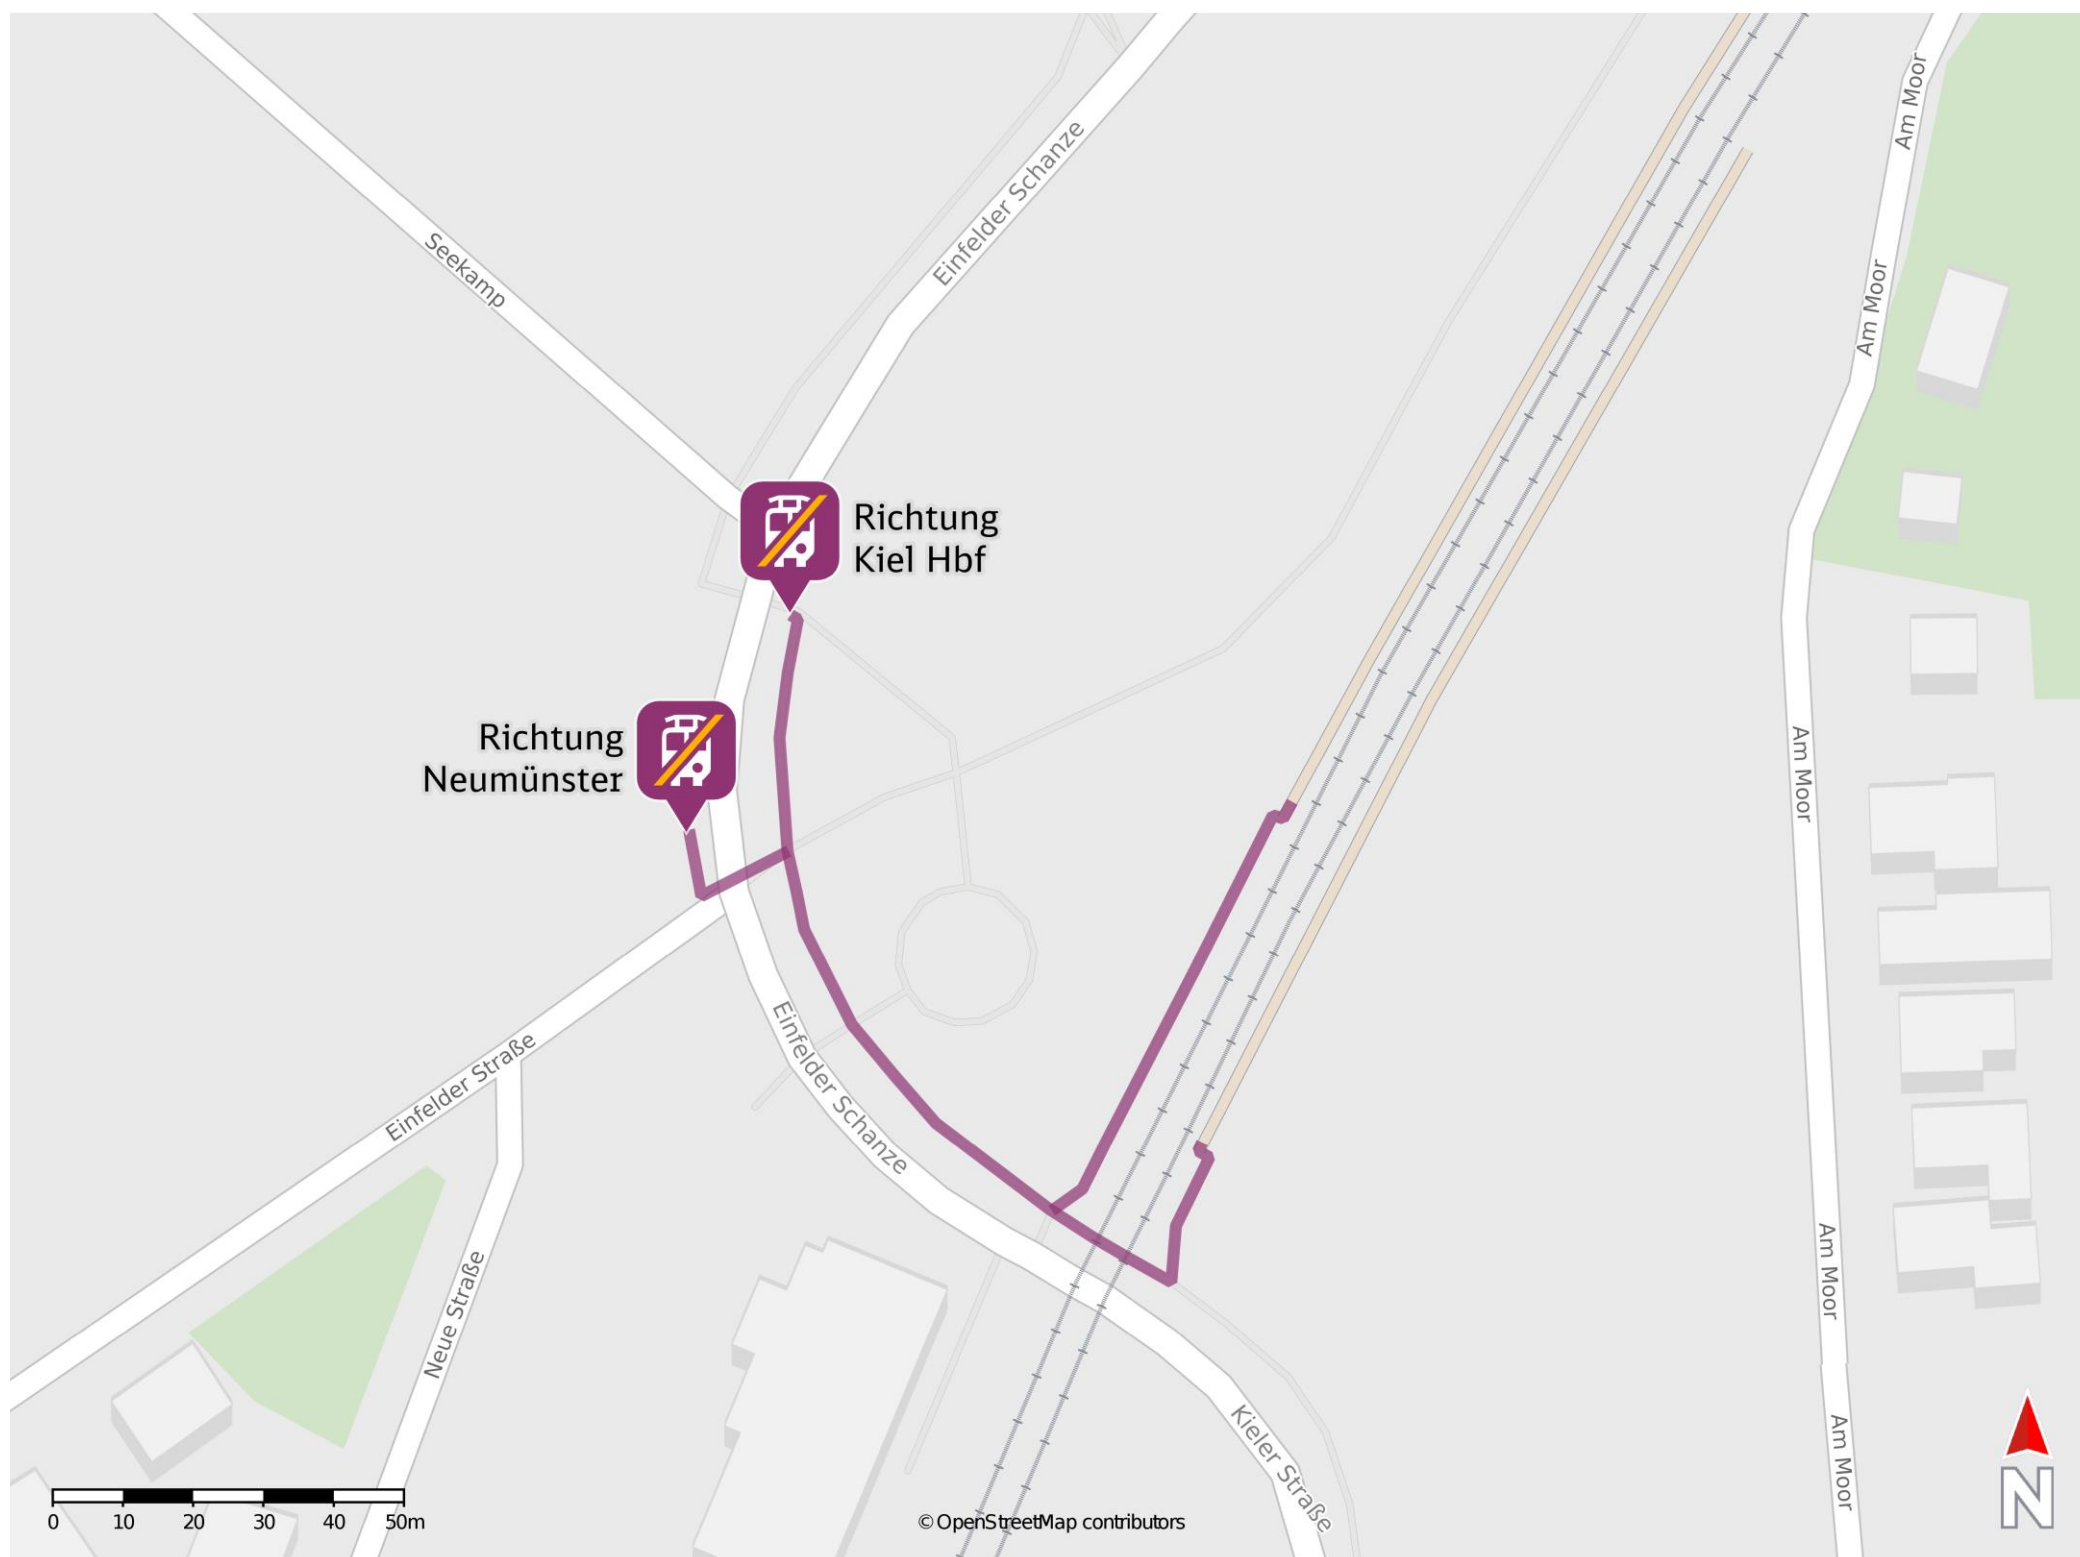 Am Moor
Einfelder Schanze
Seekamp
Am Moor
Richtung
Kiel Hbf
Richtung
Neumünster
Am Moor
Einfelder Schanze
Einfelder Straße
Neue Straße
Am Moor
Kieler Straße
Am Moor
0 10 20 30 40 50m
© OpenStreetMap contributors
N